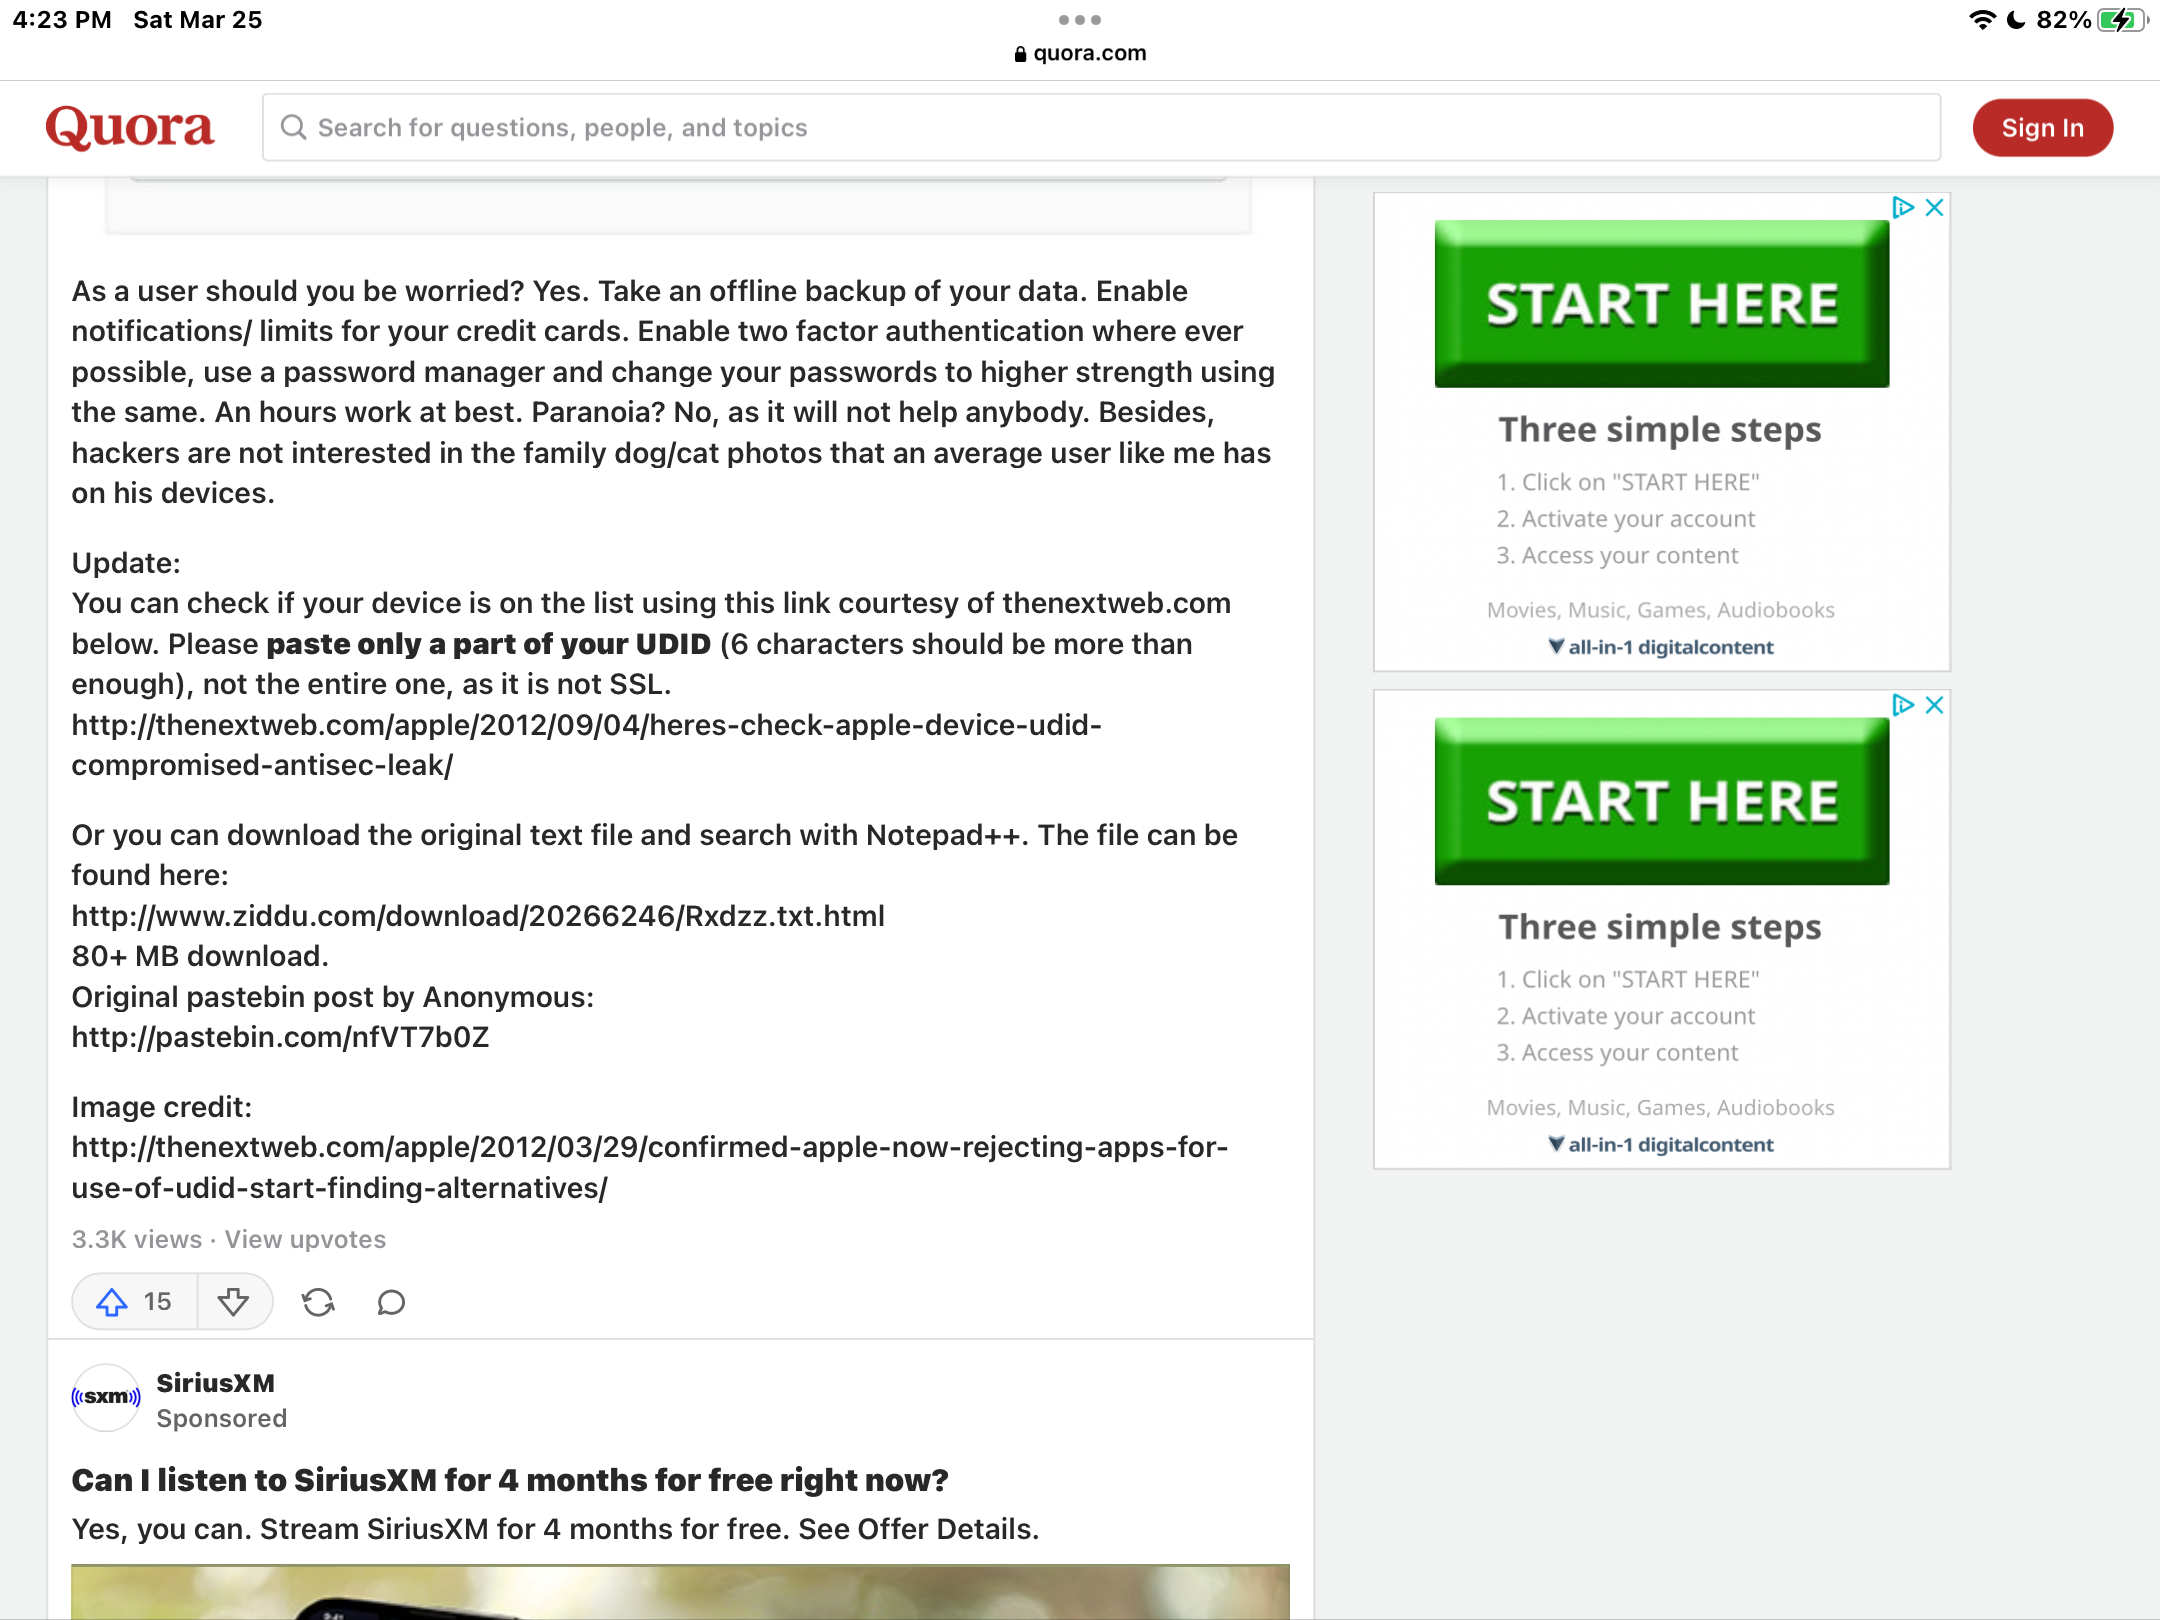 4:23 PM Sat Mar 25
82%
quora.com
Quora
Search for questions, people, and topics
Sign In
As a user should you be worried? Yes. Take an offline backup of your data. Enable
notifications/ limits for your credit cards. Enable two factor authentication where ever
possible, use a password manager and change your passwords to higher strength using
the same. An hours work at best. Paranoia? No, as it will not help anybody. Besides,
hackers are not interested in the family dog/cat photos that an average user like me has
on his devices.
Update:
You can check if your device is on the list using this link courtesy of thenextweb.com
below. Please paste only a part of your UDID (6 characters should be more than
enough), not the entire one, as it is not SSL.
http://thenextweb.com/apple/2012/09/04/heres-check-apple-device-udid-
compromised-antisec-leak/
Or you can download the original text file and search with Notepad++. The file can be
found here:
http://www.ziddu.com/download/20266246/Rxdzz.txt.html
80+ MB download.
Original pastebin post by Anonymous:
http://pastebin.com/nfVT7b0Z
Image credit:
http://thenextweb.com/apple/2012/03/29/confirmed-apple-now-rejecting-apps-for-
use-of-udid-start-finding-alternatives/
3.3K views · View upvotes
15
sxm
SiriusXM
Sponsored
Can I listen to SiriusXM for 4 months for free right now?
Yes, you can. Stream SiriusXM for 4 months for free. See Offer Details.
START HERE
Three simple steps
1. Click on "START HERE"
2. Activate your account
3. Access your content
Movies, Music, Games, Audiobooks
all-in-1 digitalcontent
START HERE
Three simple steps
1. Click on "START HERE"
2. Activate your account
3. Access your content
Movies, Music, Games, Audiobooks
all-in-1 digitalcontent